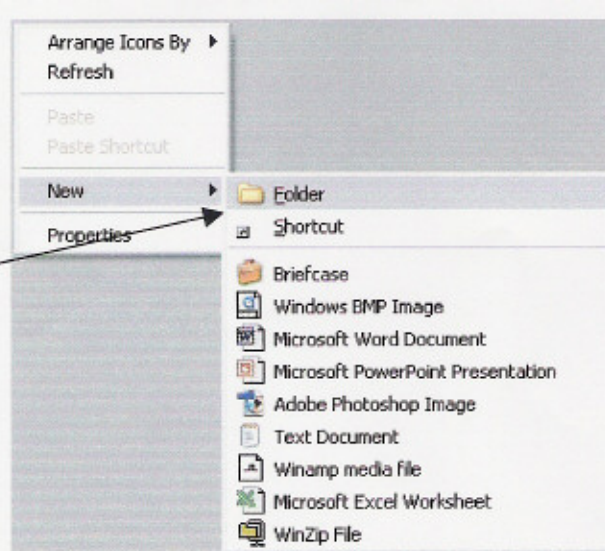 Arrange Icons By
Refresh
Paste
Paste Shortcut
New
Properties
Folder
Shortcut
Briefcase
Windows BMP Image
Microsoft Word Document
Microsoft PowerPoint Presentation
Adobe Photoshop Image
Text Document
Winamp media file
Microsoft Excel Worksheet
WinZip File